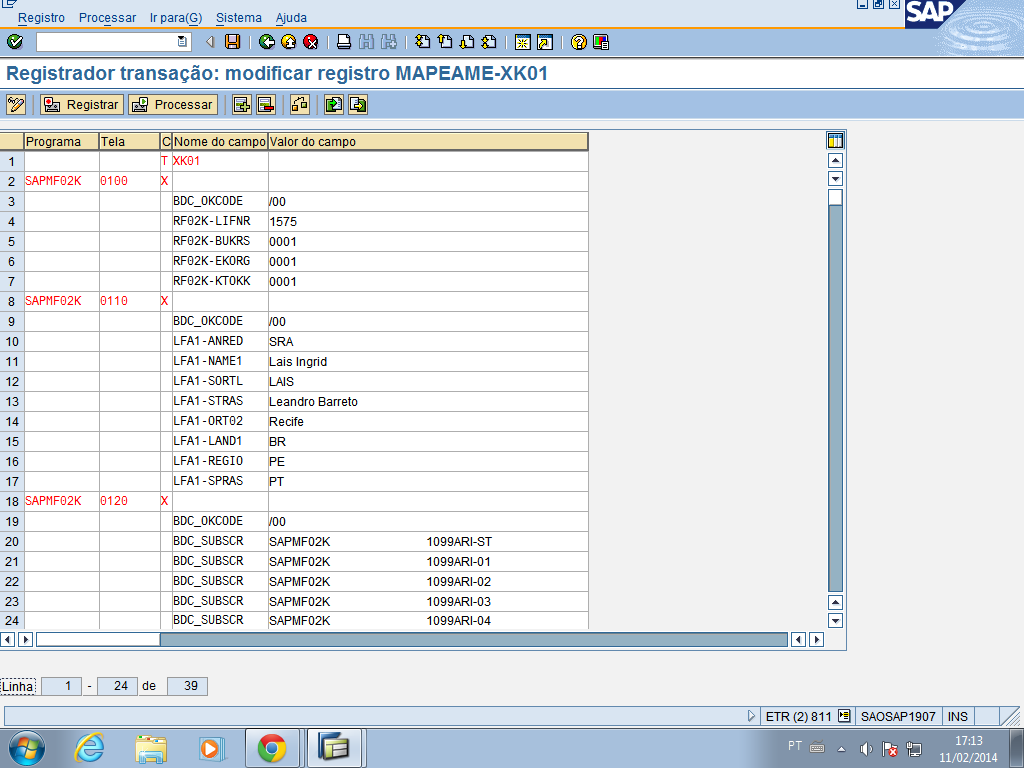 Registro Processar Ir para(G) Sistema Ajuda
SAP
Registrador transação: modificar registro MAPEAME-XK01
Registrar Processar
Programa Tela C Nome do campo Valor do campo
1 T XK01
2 SAPMF02K 0100 X
3 BDC_OKCODE /00
4 RF02K-LIFNR 1575
5 RF02K-BUKRS 0001
6 RF02K-EKORG 0001
7 RF02K-KTOKK 0001
8 SAPMF02K 0110 X
9 BDC_OKCODE /00
10 LFA1-ANRED SRA
11 LFA1-NAME1 Lais Ingrid
12 LFA1-SORTL LAIS
13 LFA1-STRAS Leandro Barreto
14 LFA1-ORT02 Recife
15 LFA1-LAND1 BR
16 LFA1-REGIO PE
17 LFA1-SPRAS PT
18 SAPMF02K 0120 X
19 BDC_OKCODE /00
20 BDC_SUBSCR SAPMF02K 1099ARI-ST
21 BDC_SUBSCR SAPMF02K 1099ARI-01
22 BDC_SUBSCR SAPMF02K 1099ARI-02
23 BDC_SUBSCR SAPMF02K 1099ARI-03
24 BDC_SUBSCR SAPMF02K 1099ARI-04
Linha 1 - 24 de 39
ETR (2) 811 SAOSAP1907 INS
PT 17:13
11/02/2014